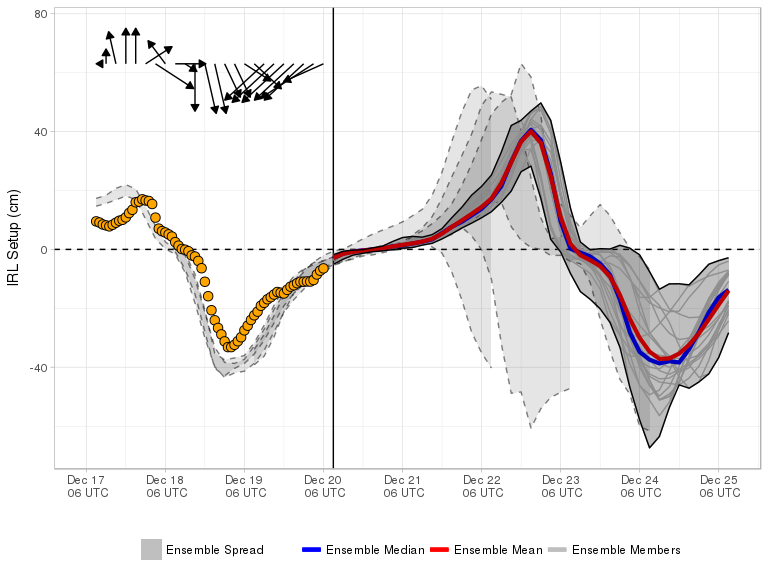 80
40
0
-40
IRL Setup (cm)
Dec 17 Dec 18 Dec 19 Dec 20 Dec 21 Dec 22 Dec 23 Dec 24 Dec 25
06 UTC 06 UTC 06 UTC 06 UTC 06 UTC 06 UTC 06 UTC 06 UTC 06 UTC
Ensemble Spread Ensemble Median Ensemble Mean Ensemble Members